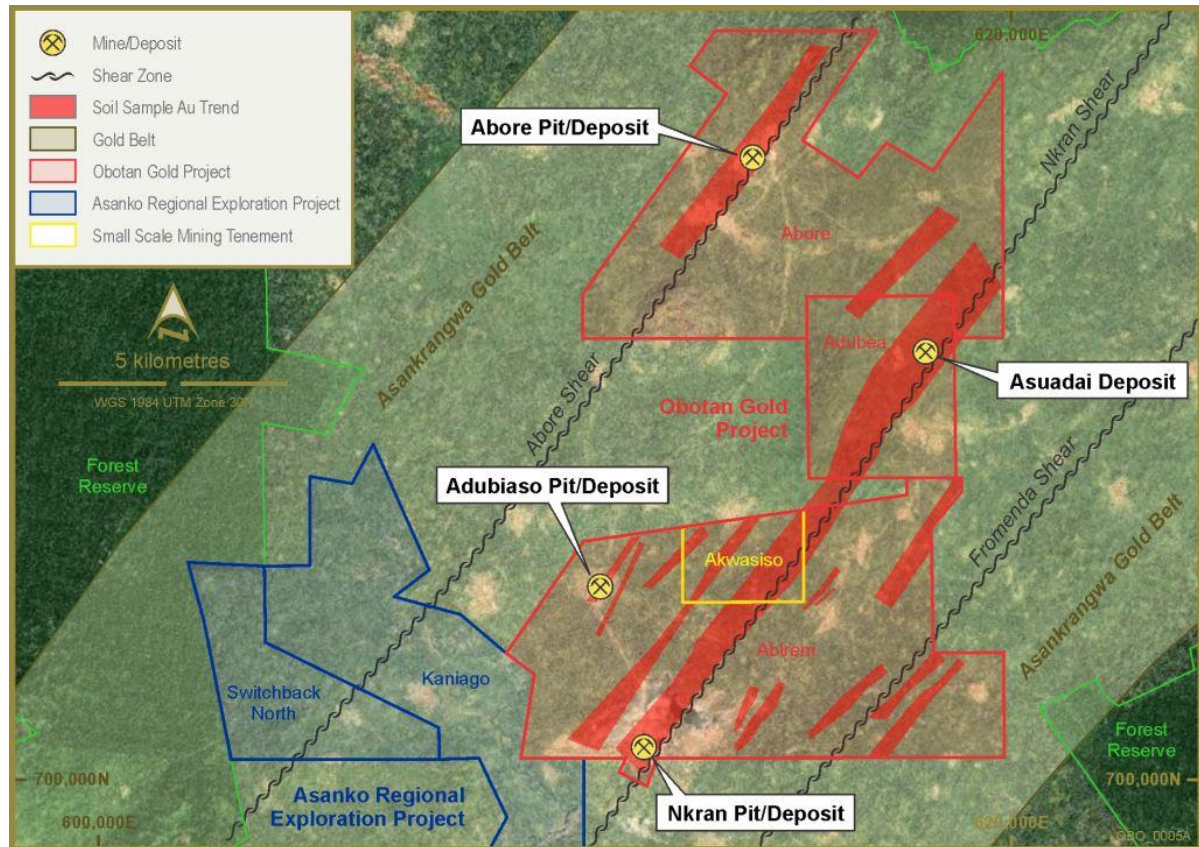 Mine/Deposit
Shear Zone
Soil Sample Au Trend
Gold Belt
Obotan Gold Project
Asanko Regional Exploration Project
Small Scale Mining Tenement
620,000E
Nkran Shear
Abore Pit/Deposit
Abore
Asankrangwa Gold Belt
5 kilometres
WGS 1984 UTM Zone 30N
Adubea
Asuadai Deposit
Abore Shear
Obotan Gold
Project
Fromenda Shear
Forest
Reserve
Adubiaso Pit/Deposit
Akwasiso
Asankrangwa Gold Belt
Abirem
Kaniago
Switchback
North
Forest
Reserve
700,000N
700,000N
Asanko Regional
Exploration Project
Nkran Pit/Deposit
600,000E
620,000E
GBO_0005A